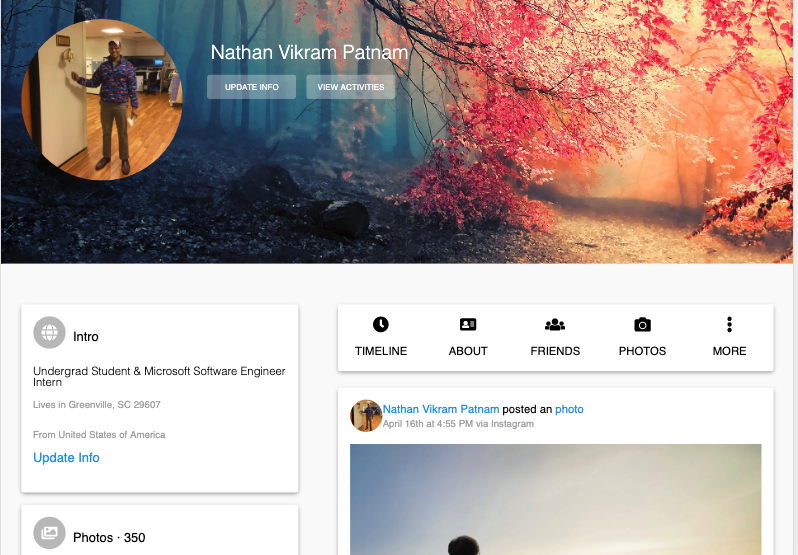 Nathan Vikram Patnam
UPDATE INFO
VIEW ACTIVITIES
Intro
Undergrad Student & Microsoft Software Engineer
Intern
Lives in Greenville, SC 29607
From United States of America
Update Info
Photos · 350
TIMELINE
ABOUT
FRIENDS
PHOTOS
MORE
Nathan Vikram Patnam posted an photo
April 16th at 4:55 PM via Instagram